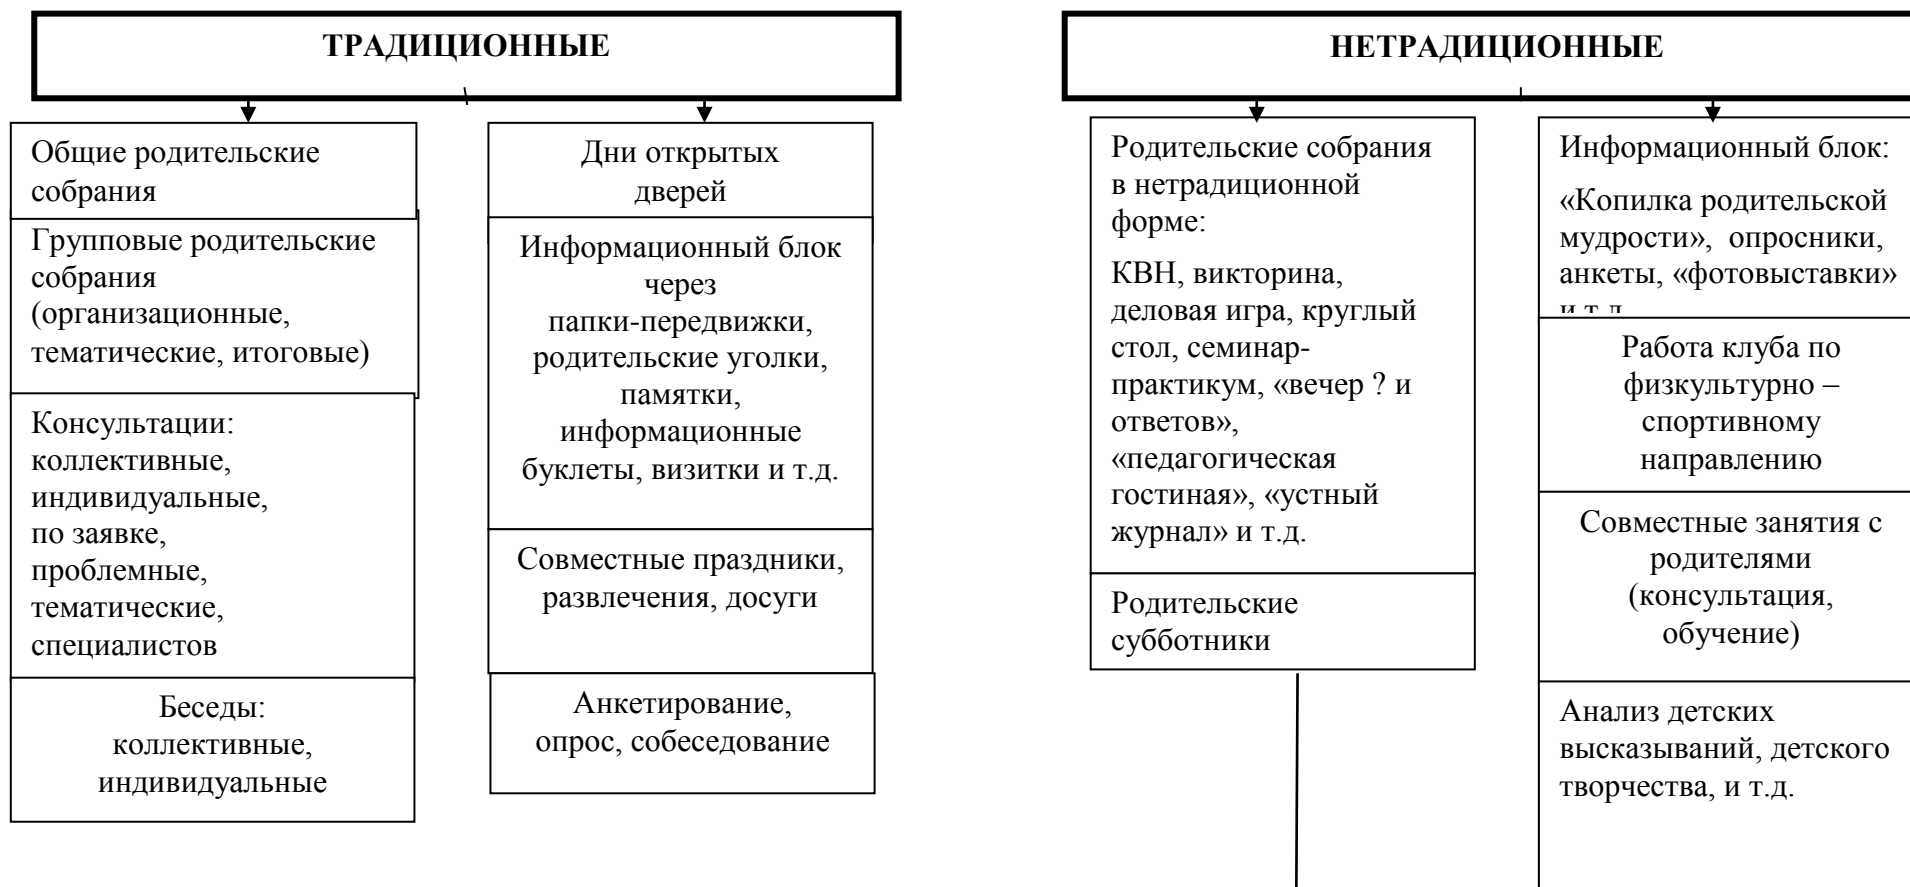 ТРАДИЦИОННЫЕ
Общие родительские
собрания
Групповые родительские
собрания
(организационные,
тематические, итоговые)
Консультации:
коллективные,
индивидуальные,
по заявке,
проблемные,
тематические,
специалистов
Беседы:
коллективные,
индивидуальные
Дни открытых
дверей
Информационный блок
через
папки-передвижки,
родительские уголки,
памятки,
информационные
буклеты, визитки и т.д.
Совместные праздники,
развлечения, досуги
Анкетирование,
опрос, собеседование
НЕТРАДИЦИОННЫЕ
Родительские собрания
в нетрадиционной
форме:
КВН, викторина,
деловая игра, круглый
стол, семинар-
практикум, «вечер ? и
ответов»,
«педагогическая
гостиная», «устный
журнал» и т.д.
Родительские
субботники
Информационный блок:
«Копилка родительской
мудрости», опросники,
анкеты, «фотовыставки»
и т.д.
Работа клуба по
физкультурно –
спортивному
направлению
Совместные занятия с
родителями
(консультация,
обучение)
Анализ детских
высказываний, детского
творчества, и т.д.